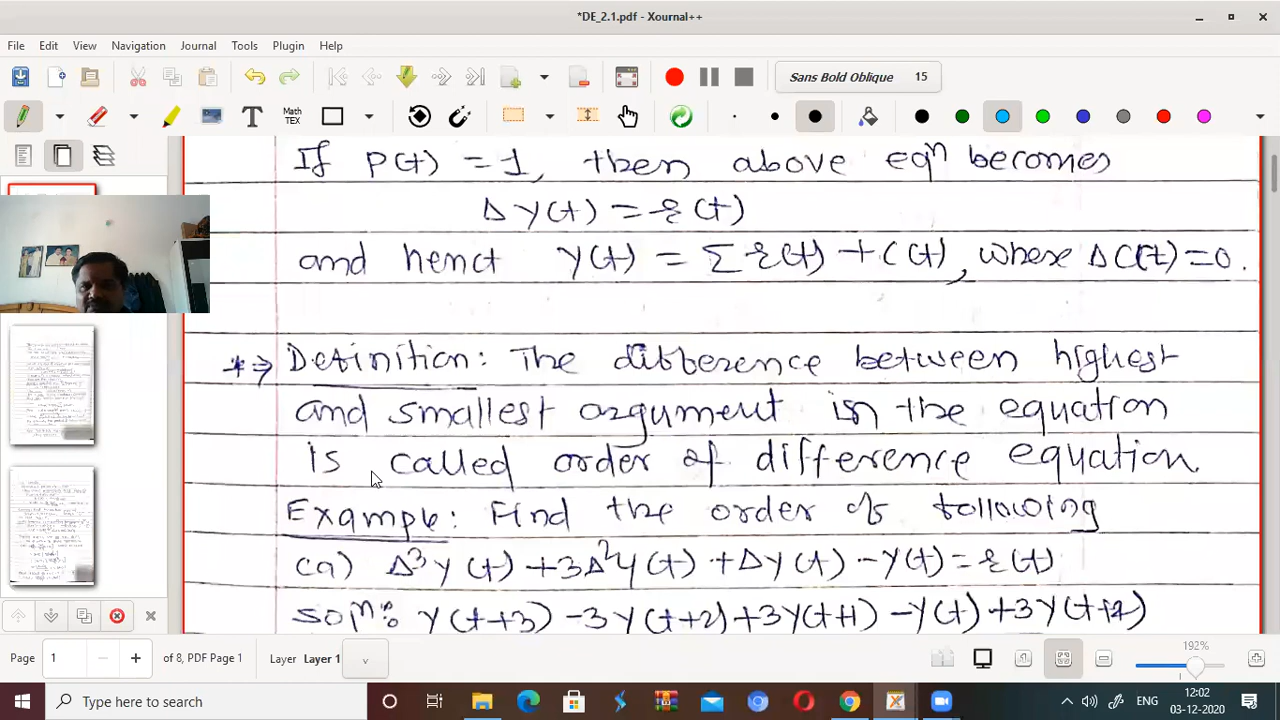 *DE_2.1.pdf - Xournal++
File Edit View Navigation Journal Tools Plugin Help
Sans Bold Oblique 15
Math
TEX
If P(t) = 1, then above eqn becomes
Δ y(t) = r(t)
and henct y(t) = Σ r(t) + C(t), where Δ C(t) = 0.
*⇒ Definition: The difference between highest
and smallest argument in the equation
is called order of difference equation.
Example: Find the order of following
(a) Δ³y(t) + 3Δ²y(t) + Δy(t) - y(t) = r(t)
Soln: y(t+3) - 3y(t+2) + 3y(t+1) - y(t) + 3y(t+2)
Page 1 of 8, PDF Page 1 Layer Layer 1 192%
Type here to search ENG 12:02
03-12-2020